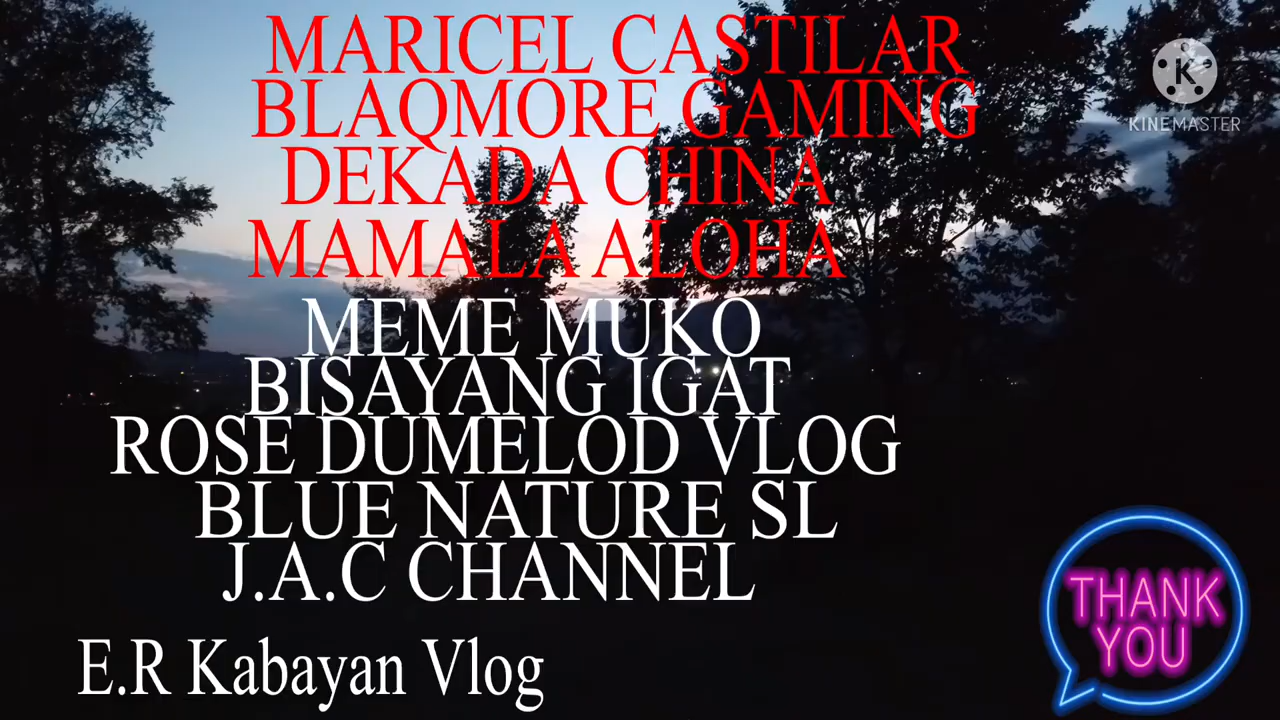 MARICEL CASTILAR
BLAQMORE GAMING
DEKADA CHINA
MAMALA ALOHA
MEME MUKO
BISAYANG IGAT
ROSE DUMELOD VLOG
BLUE NATURE SL
J.A.C CHANNEL
E.R Kabayan Vlog
K
KINEMASTER
THANK
YOU